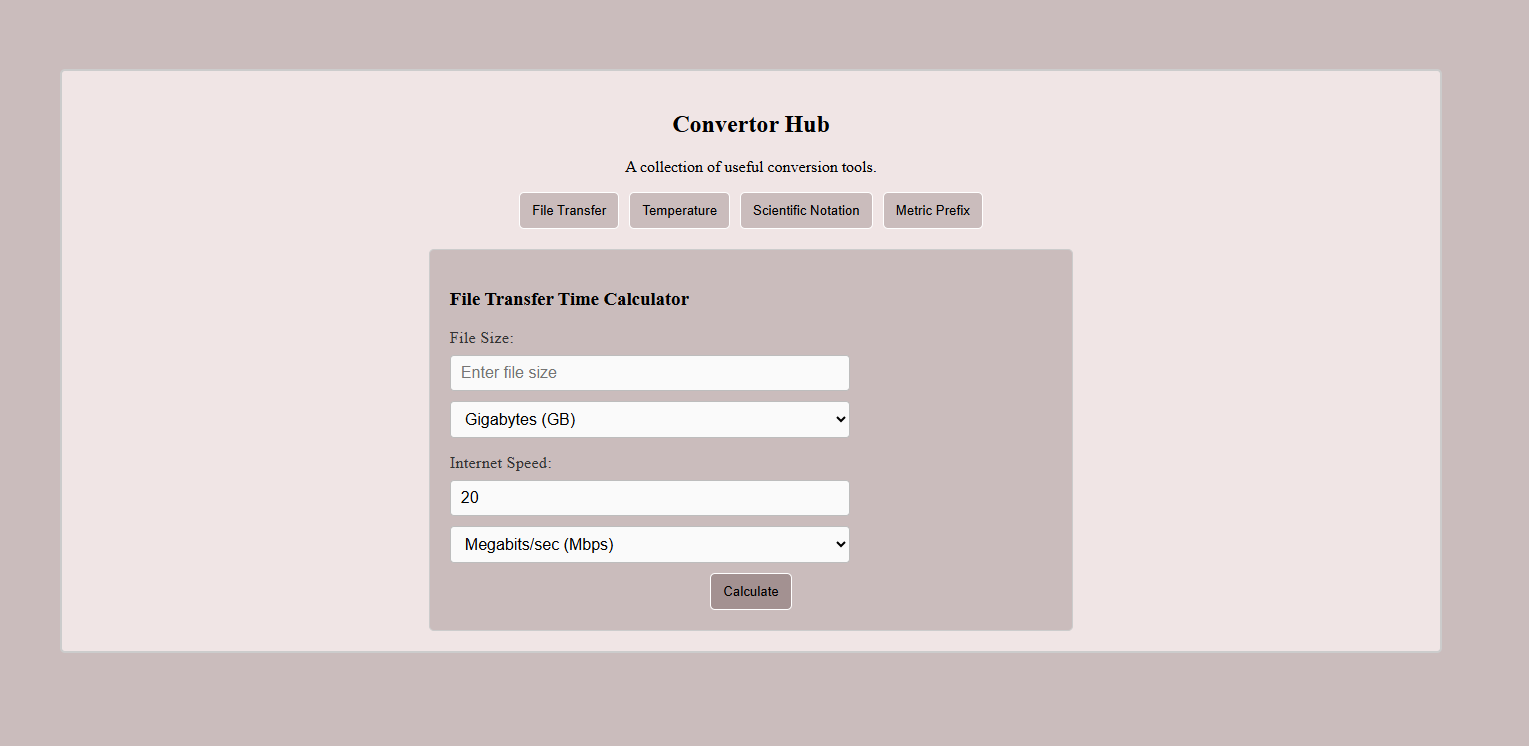 Convertor Hub
A collection of useful conversion tools.
File Transfer Temperature Scientific Notation Metric Prefix
File Transfer Time Calculator
File Size:
Enter file size
Gigabytes (GB)
Internet Speed:
20
Megabits/sec (Mbps)
Calculate